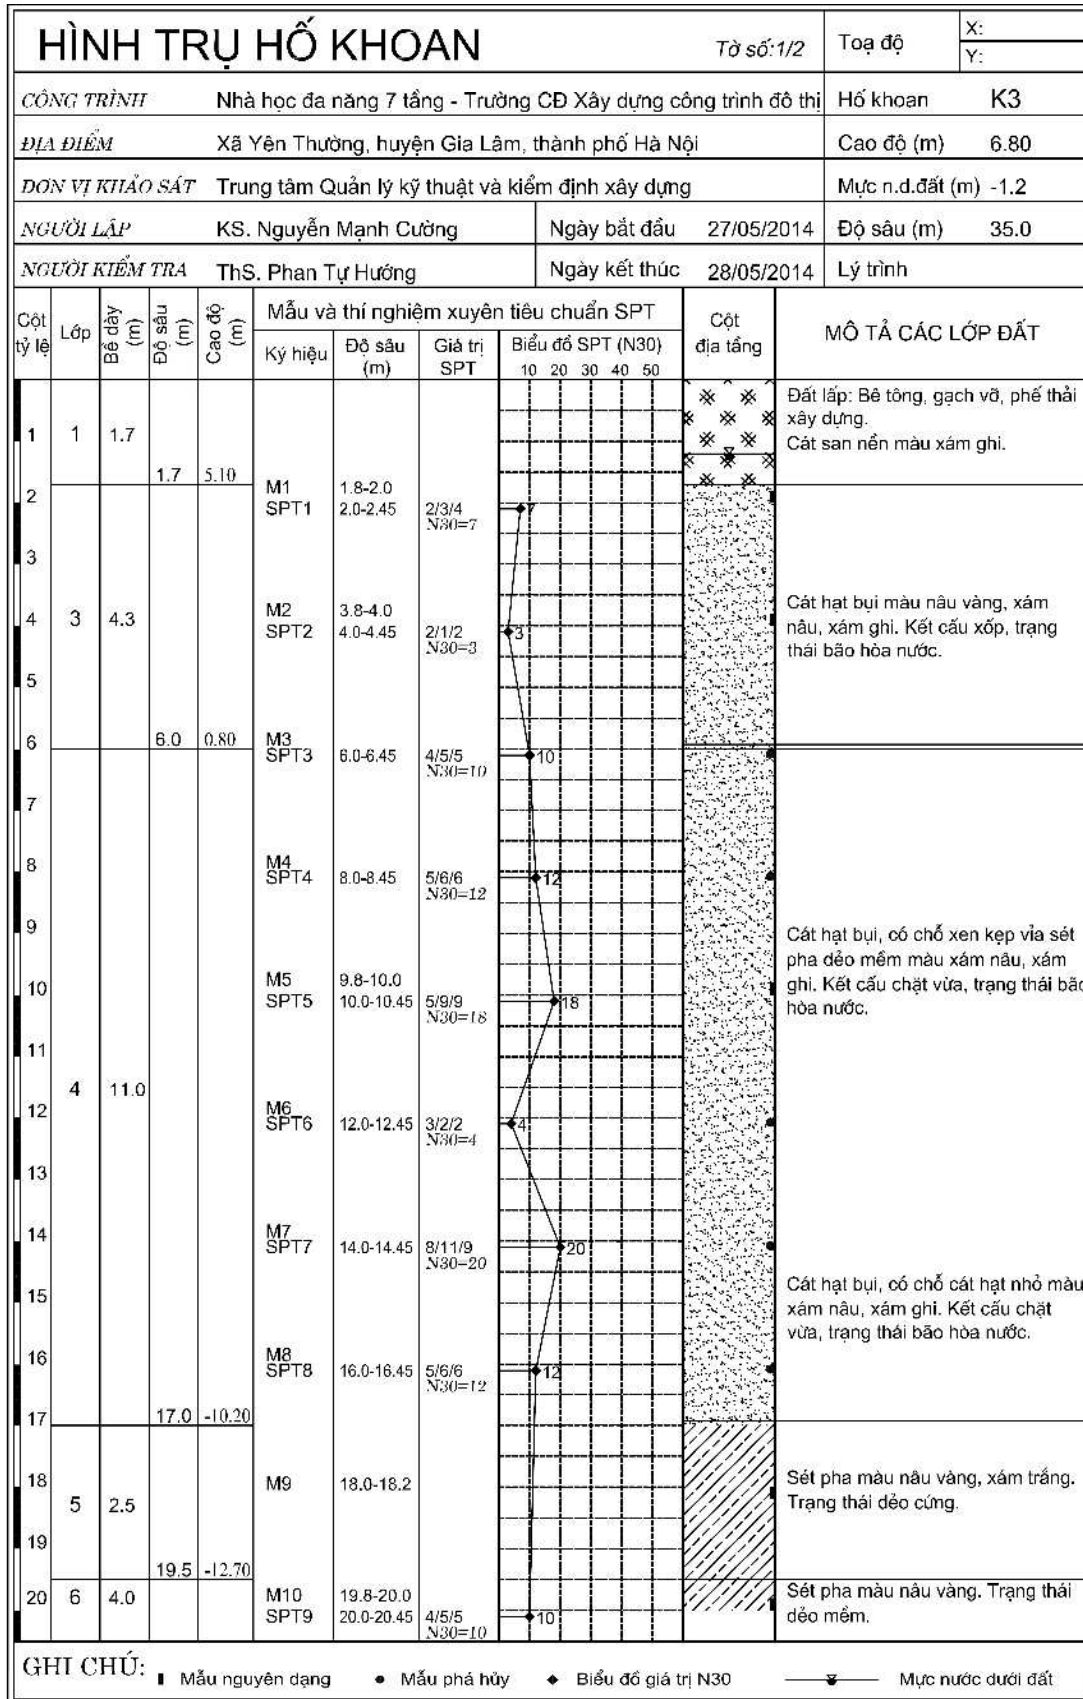 HÌNH TRỤ HỐ KHOAN
Tờ số:1/2
Toạ độ
X:
Y:
CÔNG TRÌNH Nhà học đa năng 7 tầng - Trường CĐ Xây dựng công trình đô thị
Hố khoan K3
ĐỊA ĐIỂM Xã Yên Thường, huyện Gia Lâm, thành phố Hà Nội
Cao độ (m) 6.80
ĐƠN VỊ KHẢO SÁT Trung tâm Quản lý kỹ thuật và kiểm định xây dựng
Mực n.d.đất (m) -1.2
NGƯỜI LẬP KS. Nguyễn Mạnh Cường
Ngày bắt đầu 27/05/2014
Độ sâu (m) 35.0
NGƯỜI KIỂM TRA ThS. Phan Tự Hướng
Ngày kết thúc 28/05/2014
Lý trình
Cột tỷ lệ
Lớp
Bề dày (m)
Độ sâu (m)
Cao độ (m)
Mẫu và thí nghiệm xuyên tiêu chuẩn SPT
Ký hiệu
Độ sâu (m)
Giá trị SPT
Biểu đồ SPT (N30)
10 20 30 40 50
Cột địa tầng
MÔ TẢ CÁC LỚP ĐẤT
Đất lấp: Bê tông, gạch vỡ, phế thải
xây dựng.
Cát san nền màu xám ghi.
1 1 1.7
1.7 5.10
M1 1.8-2.0
2 SPT1 2.0-2.45 2/3/4 7
N30=7
3
M2 3.8-4.0
4 3 4.3 SPT2 4.0-4.45 2/1/2 3
N30=3
Cát hạt bụi màu nâu vàng, xám
nâu, xám ghi. Kết cấu xốp, trạng
thái bão hòa nước.
5
6 6.0 0.80 M3
SPT3 6.0-6.45 4/5/5 10
N30=10
7
8 M4
SPT4 8.0-8.45 5/6/6 12
N30=12
9
Cát hạt bụi, có chỗ xen kẹp vỉa sét
pha dẻo mềm màu xám nâu, xám
ghi. Kết cấu chặt vừa, trạng thái bão
hòa nước.
M5 9.8-10.0
10 SPT5 10.0-10.45 5/9/9 18
N30=18
11
4 11.0
12 M6
SPT6 12.0-12.45 3/2/2 4
N30=4
13
14 M7
SPT7 14.0-14.45 8/11/9 20
N30=20
15
Cát hạt bụi, có chỗ cát hạt nhỏ màu
xám nâu, xám ghi. Kết cấu chặt
vừa, trạng thái bão hòa nước.
16 M8
SPT8 16.0-16.45 5/6/6 12
N30=12
17 17.0 -10.20
18 M9 18.0-18.2
5 2.5
Sét pha màu nâu vàng, xám trắng.
Trạng thái dẻo cứng.
19
19.5 -12.70
20 6 4.0 M10 19.8-20.0
SPT9 20.0-20.45 4/5/5 10
N30=10
Sét pha màu nâu vàng. Trạng thái
dẻo mềm.
GHI CHÚ: Mẫu nguyên dạng Mẫu phá hủy Biểu đồ giá trị N30 Mực nước dưới đất